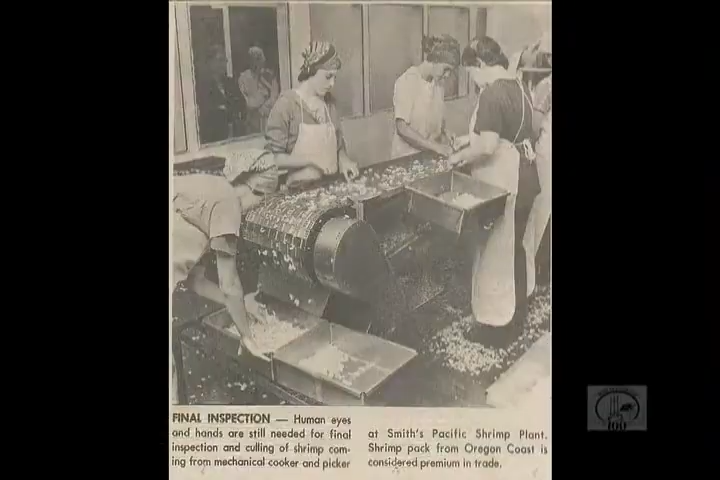 FINAL INSPECTION — Human eyes
and hands are still needed for final
inspection and culling of shrimp com-
ing from mechanical cooker and picker
at Smith's Pacific Shrimp Plant.
Shrimp pack from Oregon Coast is
considered premium in trade.
100